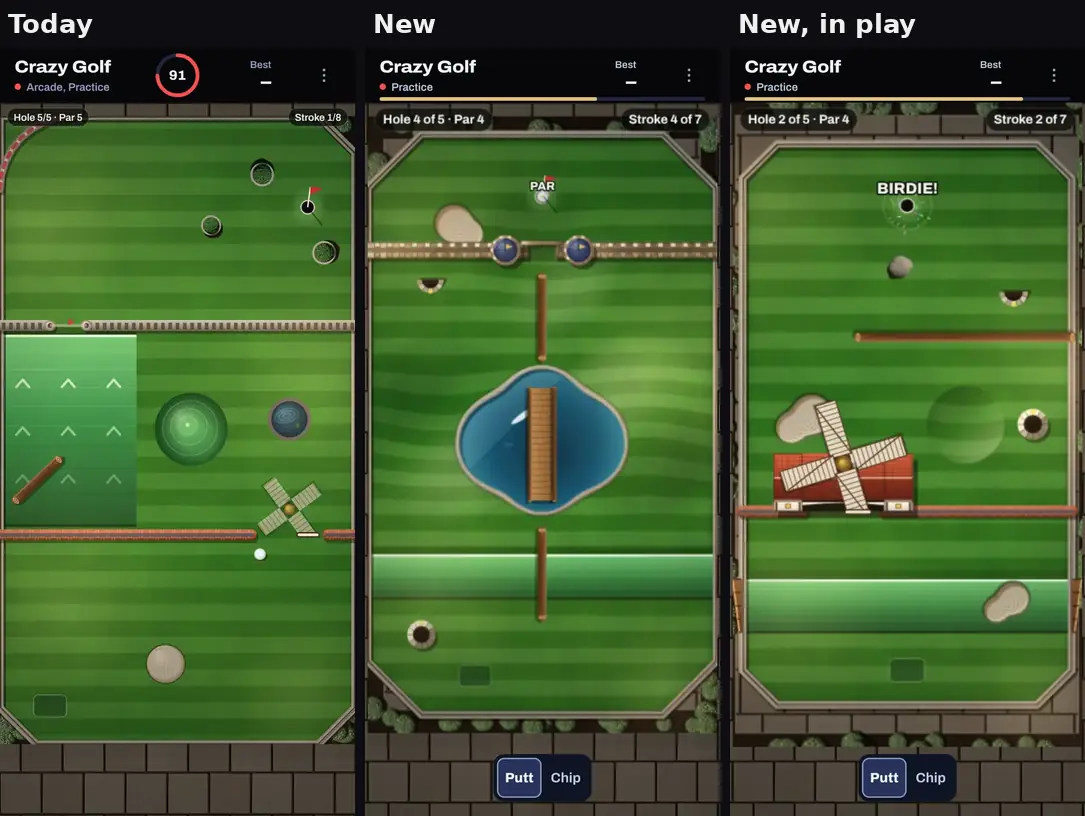 Today
Crazy Golf
Arcade, Practice
91
Best
–
Hole 5/5 · Par 5
Stroke 1/8
New
Crazy Golf
Practice
Best
–
Hole 4 of 5 · Par 4
Stroke 4 of 7
PAR
Putt
Chip
New, in play
Crazy Golf
Practice
Best
–
Hole 2 of 5 · Par 4
Stroke 2 of 7
BIRDIE!
Putt
Chip